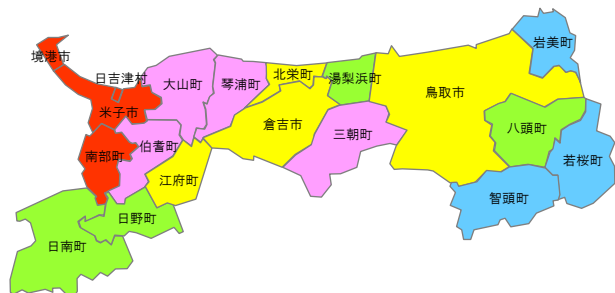 岩美町
境港市
日吉津村
大山町
琴浦町
北栄町
湯梨浜町
鳥取市
米子市
倉吉市
三朝町
八頭町
南部町
伯耆町
若桜町
江府町
智頭町
日野町
日南町